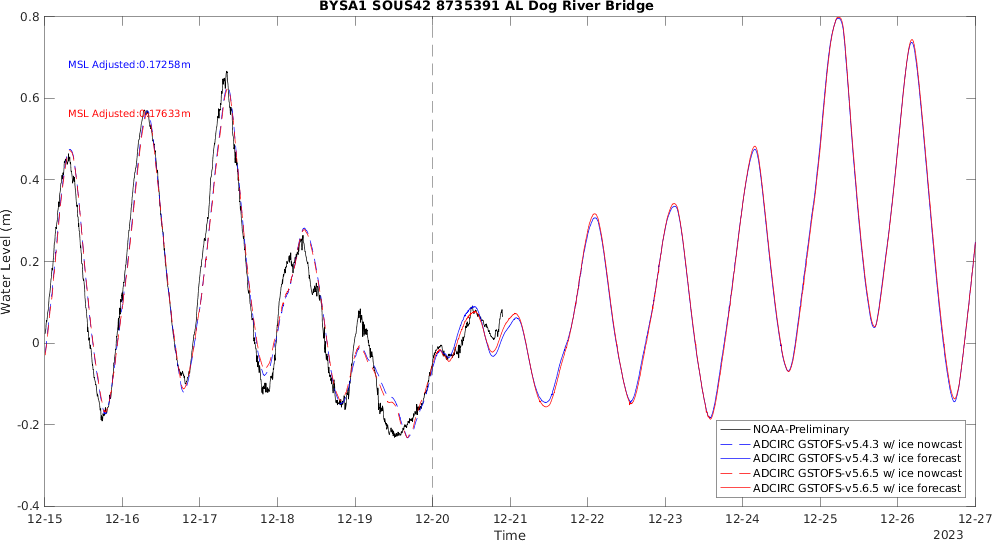 BYSA1 SOUS42 8735391 AL Dog River Bridge
MSL Adjusted:0.17258m
MSL Adjusted:0.17633m
Water Level (m)
0.8
0.6
0.4
0.2
0
-0.2
-0.4
NOAA-Preliminary
ADCIRC GSTOFS-v5.4.3 w/ ice nowcast
ADCIRC GSTOFS-v5.4.3 w/ ice forecast
ADCIRC GSTOFS-v5.6.5 w/ ice nowcast
ADCIRC GSTOFS-v5.6.5 w/ ice forecast
12-15 12-16 12-17 12-18 12-19 12-20 12-21 12-22 12-23 12-24 12-25 12-26 12-27
Time
2023